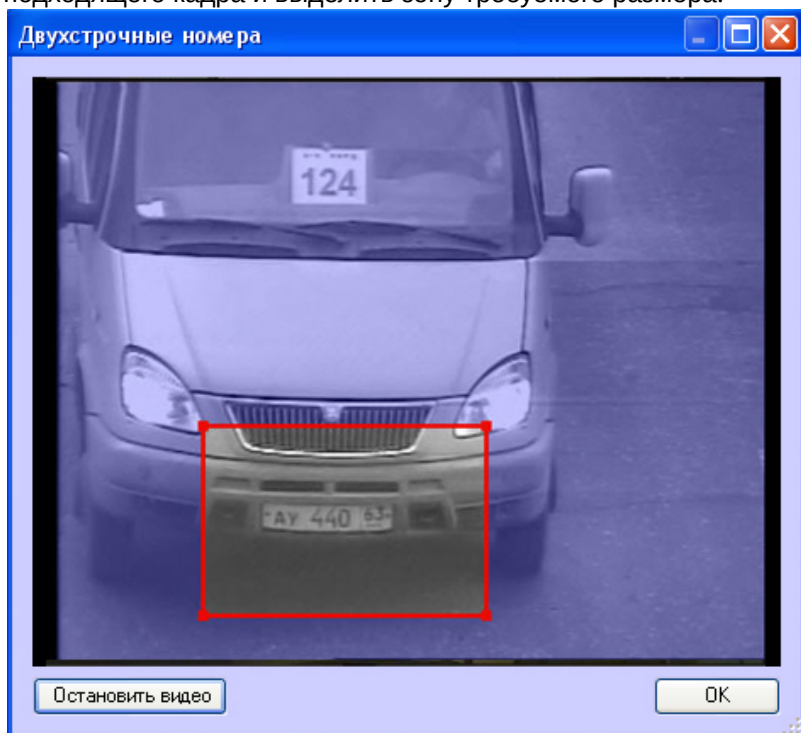 подходящего кадра и выделить зону требуемого размера.
Двухстрочные номера
124
АУ 440 63
Остановить видео
OK